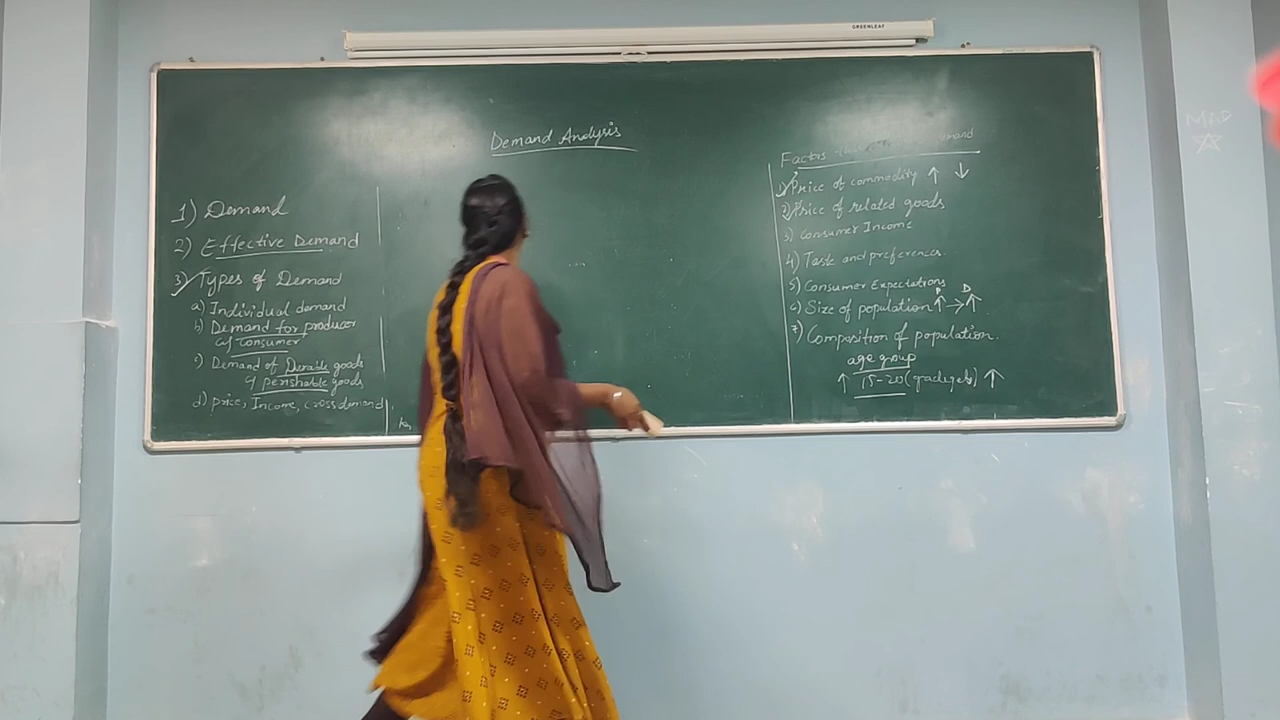 GREENLEAF
Demand Analysis
1) Demand
2) Effective Demand
3) Types of Demand
a) Individual demand
b) Demand for producer
of consumer
c) Demand of Durable goods
& perishable goods
d) Price, Income, cross demand
Factors demand
1) Price of commodity ↑ ↓
2) Price of related goods
3) Consumer Income
4) Taste and preferences
5) Consumer Expectations
P D
6) Size of population ↑ → ↑
7) Composition of population.
age group
↑ 15-20 (gadgets) ↑